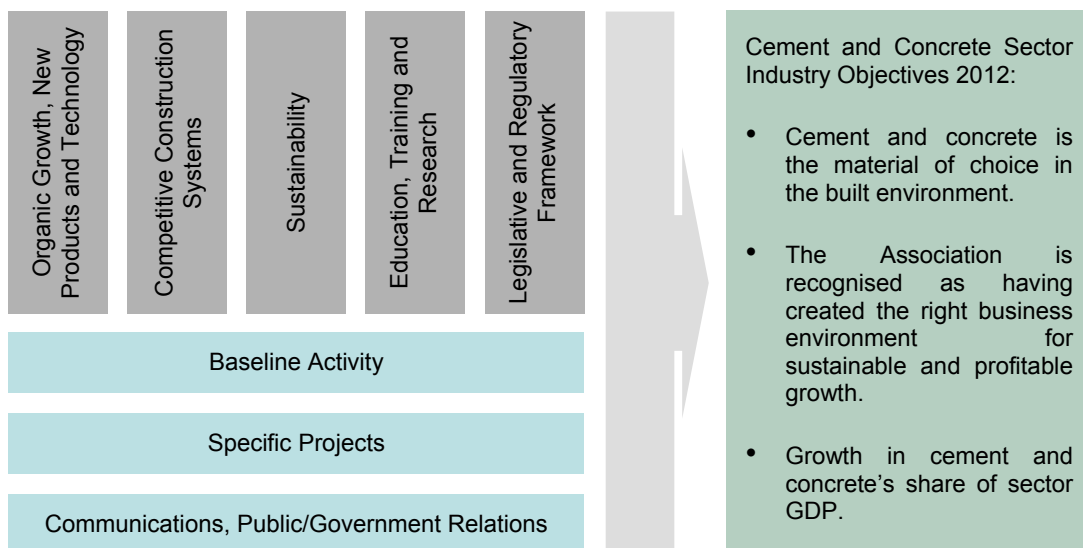 Organic Growth, New
Products and Technology
Competitive Construction
Systems
Sustainability
Education, Training and
Research
Legislative and Regulatory
Framework
Baseline Activity
Specific Projects
Communications, Public/Government Relations
Cement and Concrete Sector
Industry Objectives 2012:
• Cement and concrete is
the material of choice in
the built environment.
• The Association is
recognised as having
created the right business
environment for
sustainable and profitable
growth.
• Growth in cement and
concrete’s share of sector
GDP.